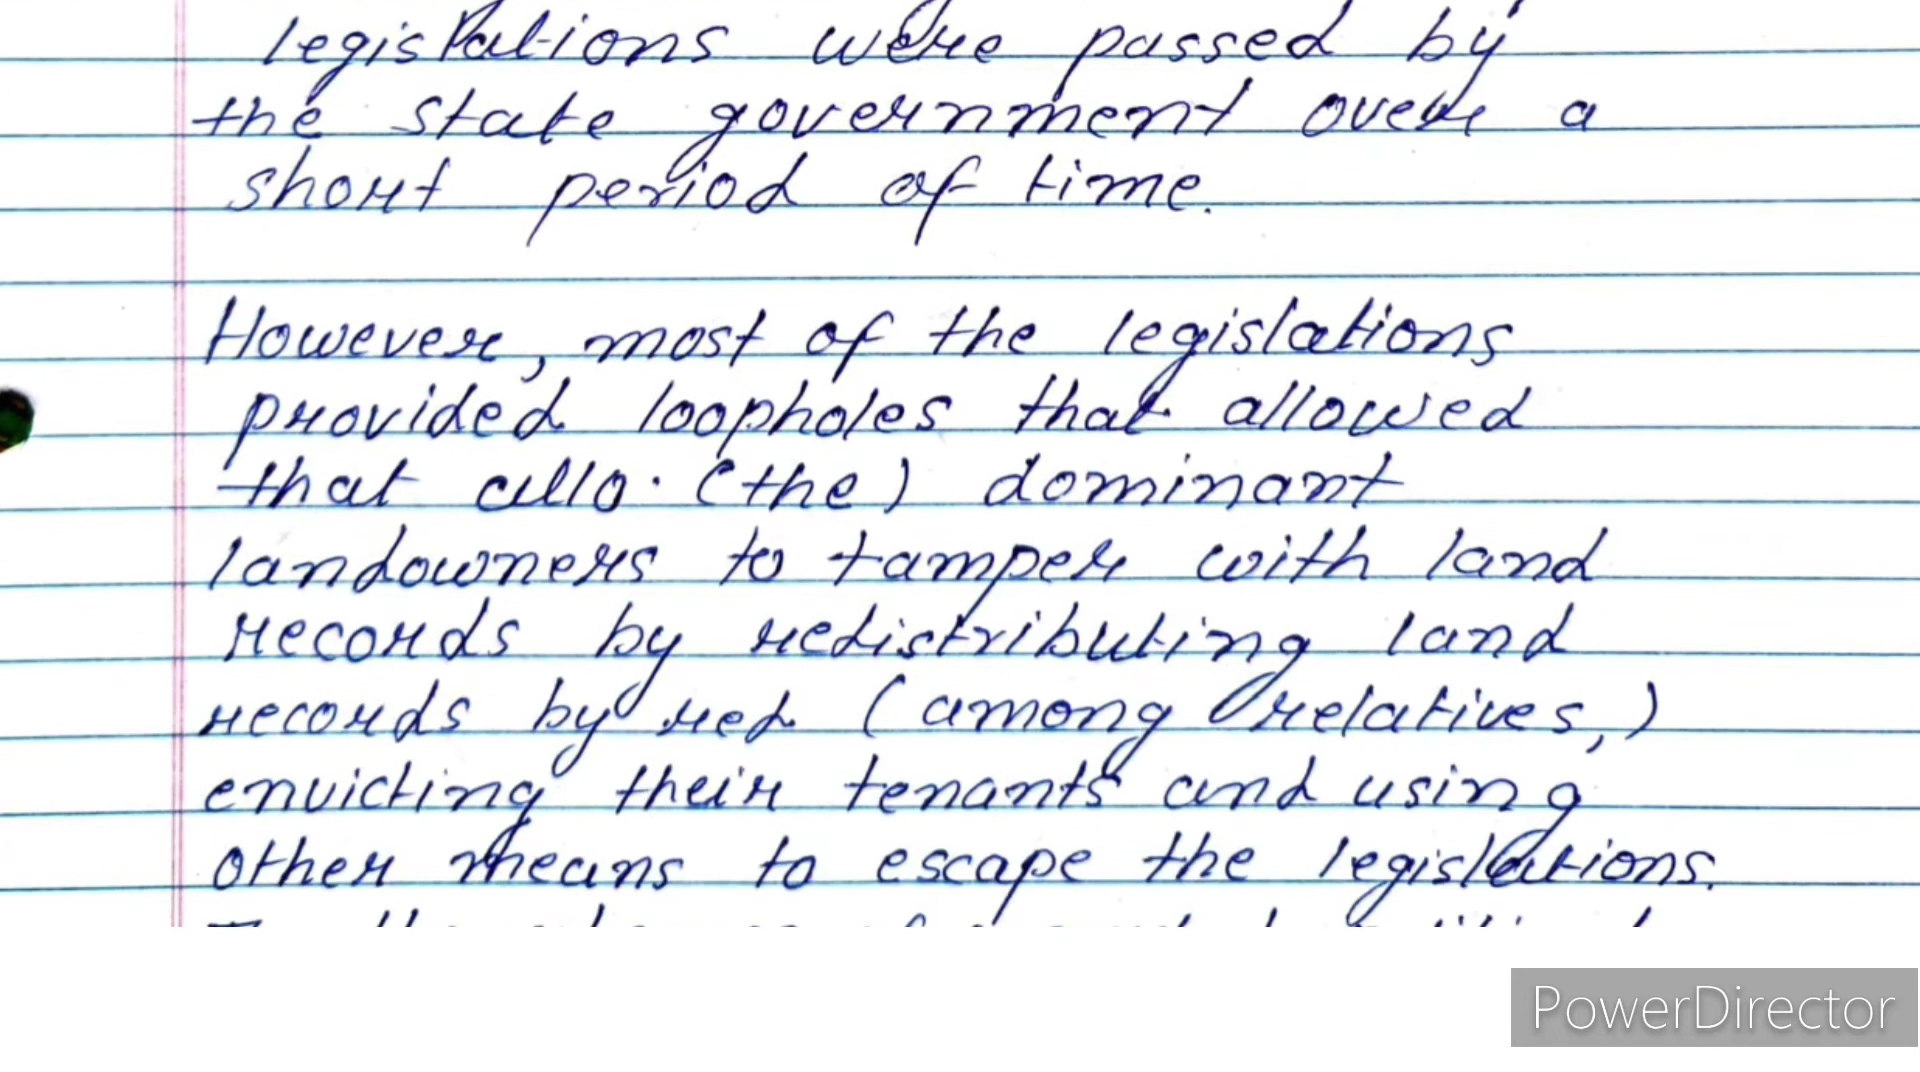 legislations were passed by
the state government over a
short period of time.
However, most of the legislations
provided loopholes that allowed
that allo. (the) dominant
landowners to tamper with land
records by redistributing land
records by red. (among relatives,)
envicting their tenants and using
other means to escape the legislations.
PowerDirector